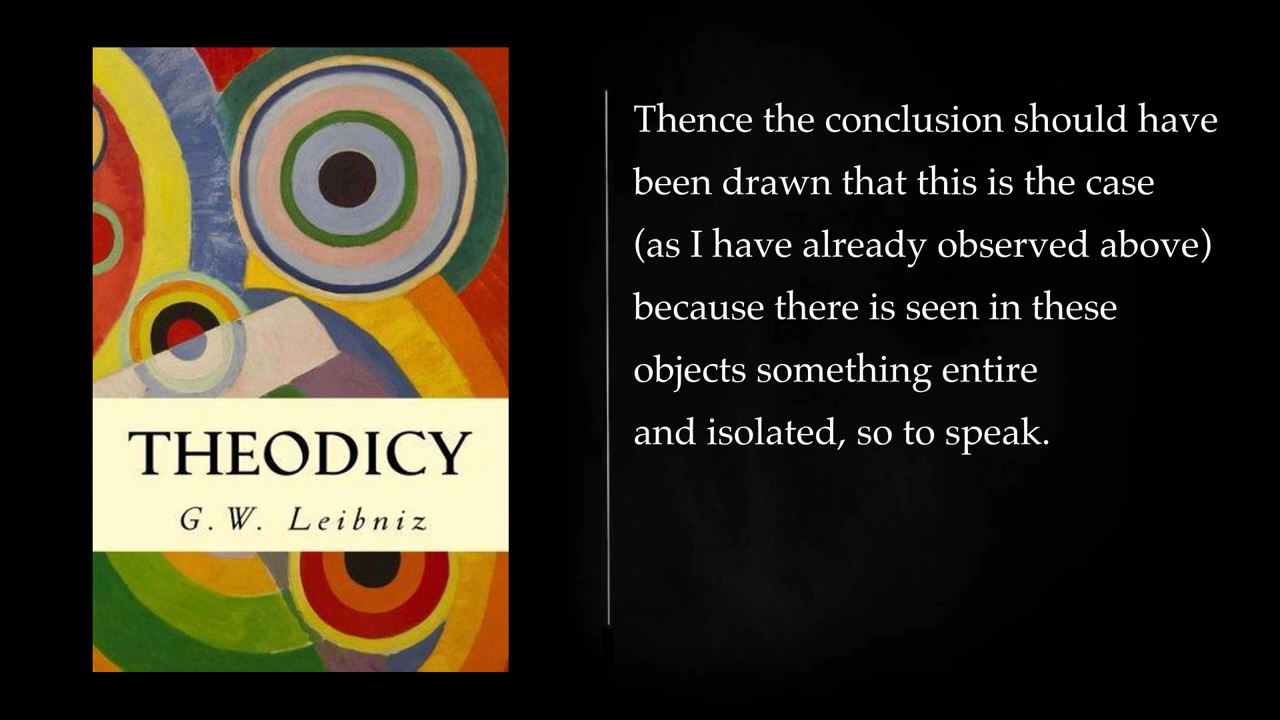 THEODICY
G. W. Leibniz
Thence the conclusion should have
been drawn that this is the case
(as I have already observed above)
because there is seen in these
objects something entire
and isolated, so to speak.